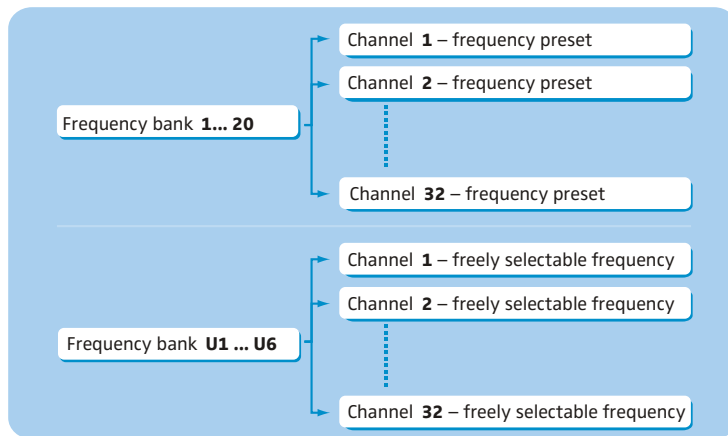 Channel 1 – frequency preset
Channel 2 – frequency preset
Frequency bank 1... 20
Channel 32 – frequency preset
Channel 1 – freely selectable frequency
Channel 2 – freely selectable frequency
Frequency bank U1 ... U6
Channel 32 – freely selectable frequency